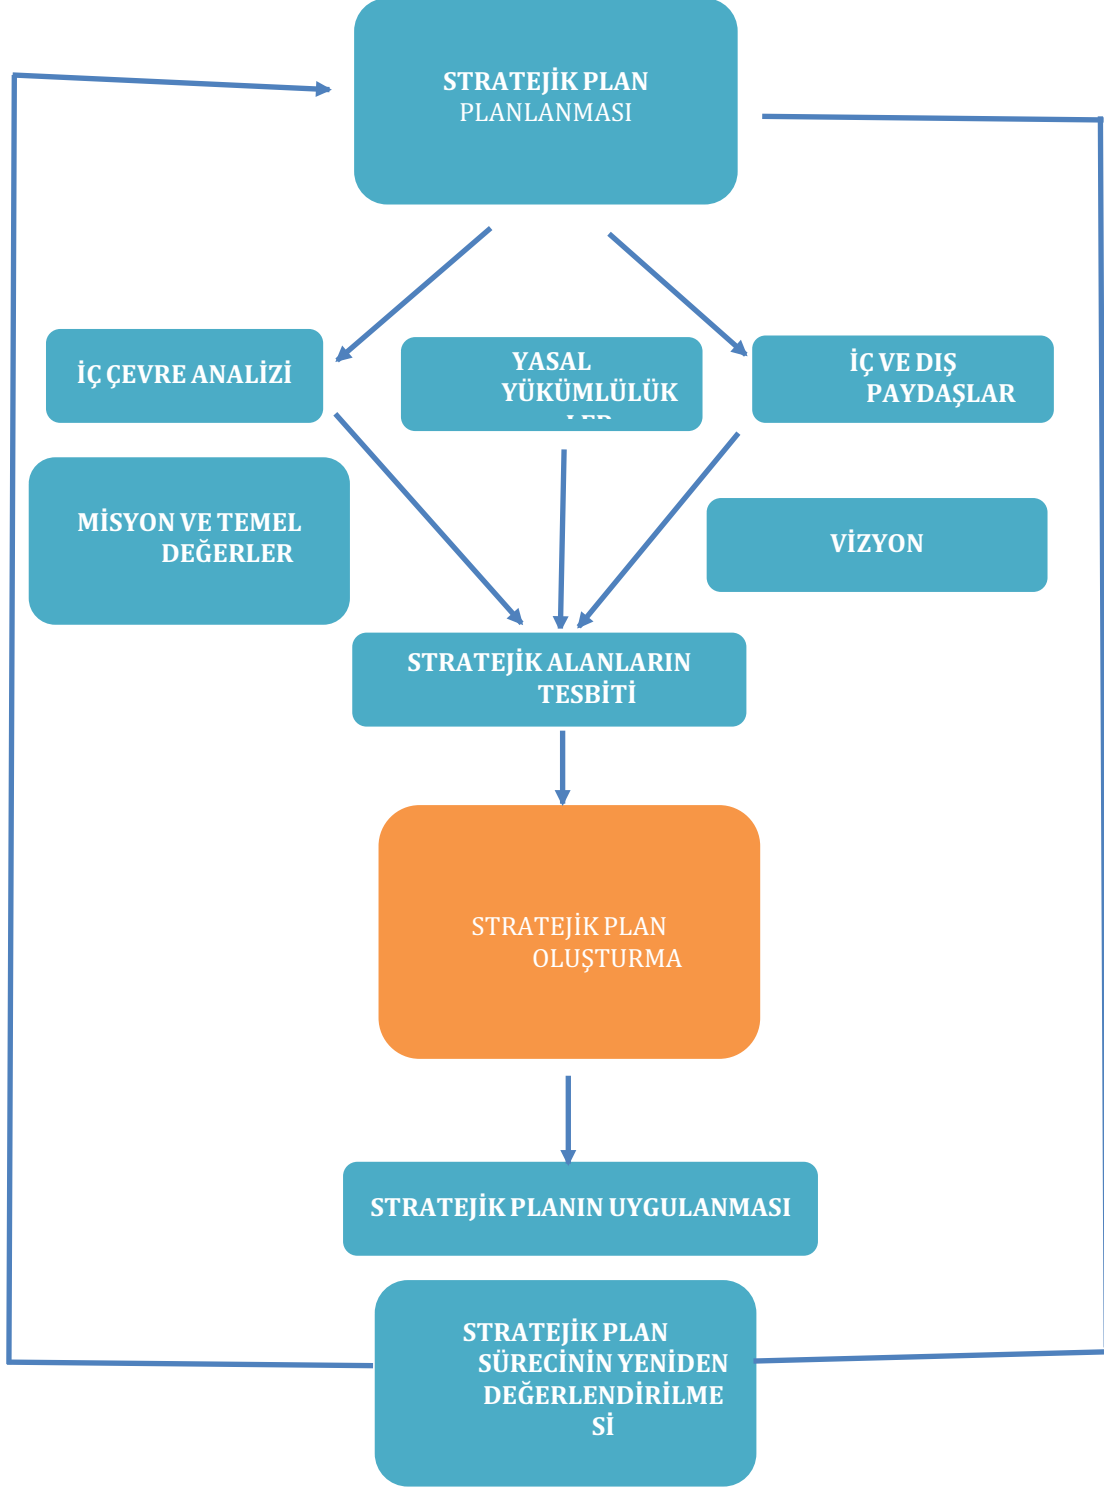 STRATEJİK PLAN
PLANLANMASI
İÇ ÇEVRE ANALİZİ
YASAL
YÜKÜMLÜLÜK
İÇ VE DIŞ
PAYDAŞLAR
MİSYON VE TEMEL
DEĞERLER
VİZYON
STRATEJİK ALANLARIN
TESBİTİ
STRATEJİK PLAN
OLUŞTURMA
STRATEJİK PLANIN UYGULANMASI
STRATEJİK PLAN
SÜRECİNİN YENİDEN
DEĞERLENDİRİLME
Sİ